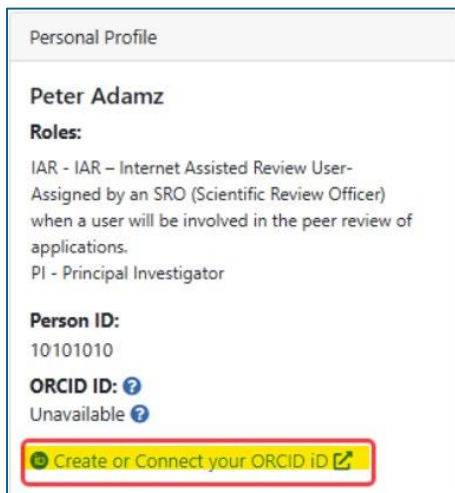 Personal Profile
Peter Adamz
Roles:
IAR - IAR – Internet Assisted Review User-
Assigned by an SRO (Scientific Review Officer)
when a user will be involved in the peer review of
applications.
PI - Principal Investigator
Person ID:
10101010
ORCID ID: ?
Unavailable ?
iD Create or Connect your ORCID iD